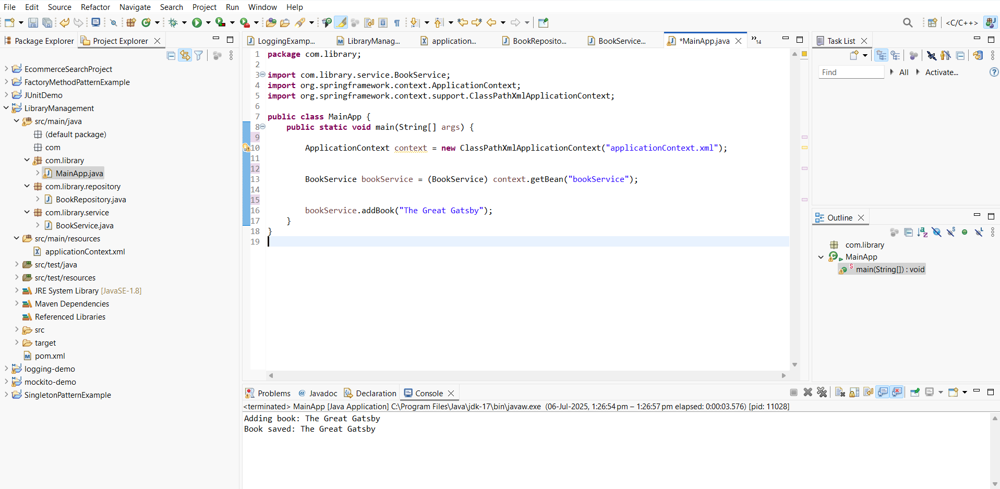 File Edit Source Refactor Navigate Search Project Run Window Help
<C/C++>
Package Explorer Project Explorer
EcommerceSearchProject
FactoryMethodPatternExample
JUnitDemo
LibraryManagement
src/main/java
(default package)
com
com.library
MainApp.java
com.library.repository
BookRepository.java
com.library.service
BookService.java
src/main/resources
applicationContext.xml
src/test/java
src/test/resources
JRE System Library [JavaSE-1.8]
Maven Dependencies
Referenced Libraries
src
target
pom.xml
logging-demo
mockito-demo
SingletonPatternExample
LoggingExamp... LibraryManag... application... BookReposito... BookService... *MainApp.java »14
1 package com.library;
2
3 import com.library.service.BookService;
4 import org.springframework.context.ApplicationContext;
5 import org.springframework.context.support.ClassPathXmlApplicationContext;
6
7 public class MainApp {
8 public static void main(String[] args) {
9
10 ApplicationContext context = new ClassPathXmlApplicationContext("applicationContext.xml");
11
12
13 BookService bookService = (BookService) context.getBean("bookService");
14
15
16 bookService.addBook("The Great Gatsby");
17 }
18 }
19
Task List
Find All Activate...
Outline
com.library
MainApp
main(String[]) : void
Problems Javadoc Declaration Console
<terminated> MainApp [Java Application] C:\Program Files\Java\jdk-17\bin\javaw.exe (06-Jul-2025, 1:26:54 pm – 1:26:57 pm elapsed: 0:00:03.576) [pid: 11028]
Adding book: The Great Gatsby
Book saved: The Great Gatsby